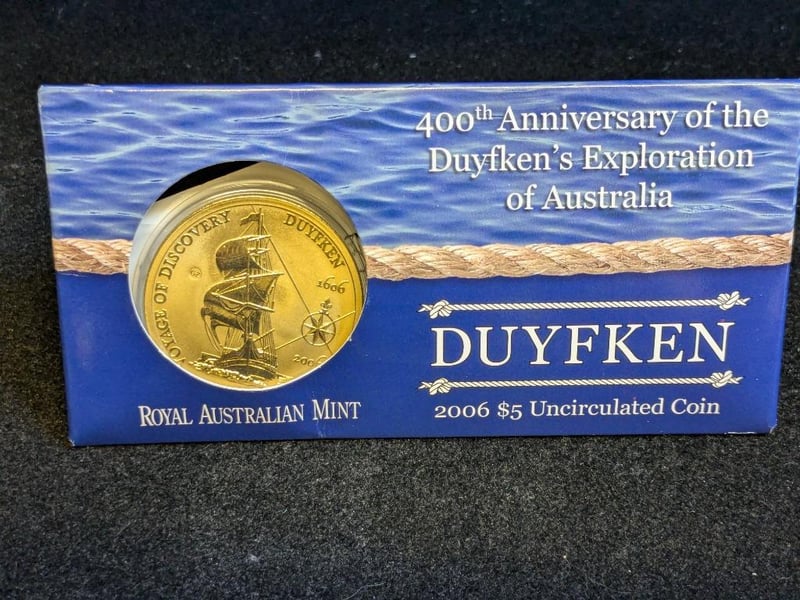 400th Anniversary of the
Duyfken's Exploration
of Australia
VOYAGE OF DISCOVERY
DUYFKEN
1606
2006
DUYFKEN
ROYAL AUSTRALIAN MINT
2006 $5 Uncirculated Coin